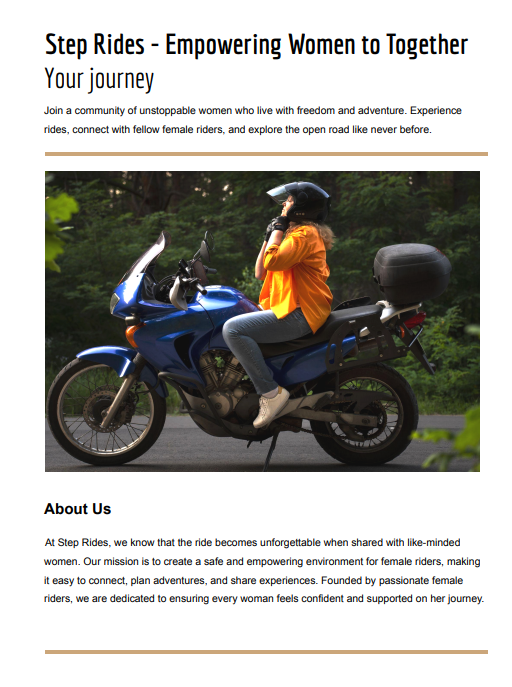 Step Rides - Empowering Women to Together
Your journey
Join a community of unstoppable women who live with freedom and adventure. Experience
rides, connect with fellow female riders, and explore the open road like never before.
About Us
At Step Rides, we know that the ride becomes unforgettable when shared with like-minded
women. Our mission is to create a safe and empowering environment for female riders, making
it easy to connect, plan adventures, and share experiences. Founded by passionate female
riders, we are dedicated to ensuring every woman feels confident and supported on her journey.